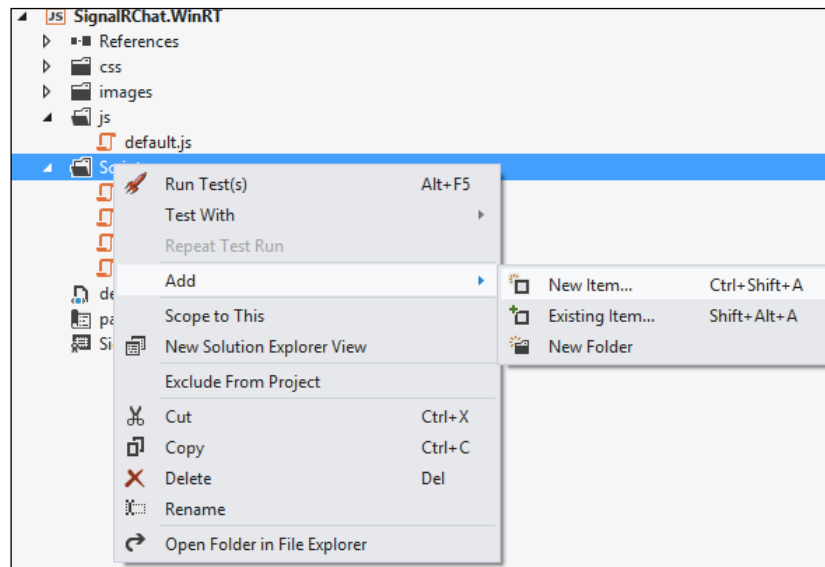 JS SignalRChat.WinRT
References
css
images
js
default.js
Run Test(s) Alt+F5
Test With
Repeat Test Run
Add
New Item... Ctrl+Shift+A
Existing Item... Shift+Alt+A
New Folder
Scope to This
New Solution Explorer View
Exclude From Project
Cut Ctrl+X
Copy Ctrl+C
Delete Del
Rename
Open Folder in File Explorer